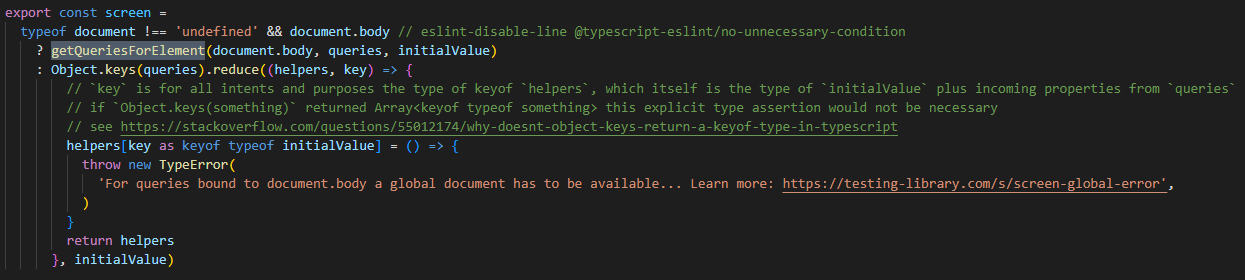 export const screen =
  typeof document !== 'undefined' && document.body // eslint-disable-line @typescript-eslint/no-unnecessary-condition
    ? getQueriesForElement(document.body, queries, initialValue)
    : Object.keys(queries).reduce((helpers, key) => {
        // `key` is for all intents and purposes the type of keyof `helpers`, which itself is the type of `initialValue` plus incoming properties from `queries`
        // if `Object.keys(something)` returned Array<keyof typeof something> this explicit type assertion would not be necessary
        // see https://stackoverflow.com/questions/55012174/why-doesnt-object-keys-return-a-keyof-type-in-typescript
        helpers[key as keyof typeof initialValue] = () => {
          throw new TypeError(
            'For queries bound to document.body a global document has to be available... Learn more: https://testing-library.com/s/screen-global-error',
          )
        }
        return helpers
      }, initialValue)